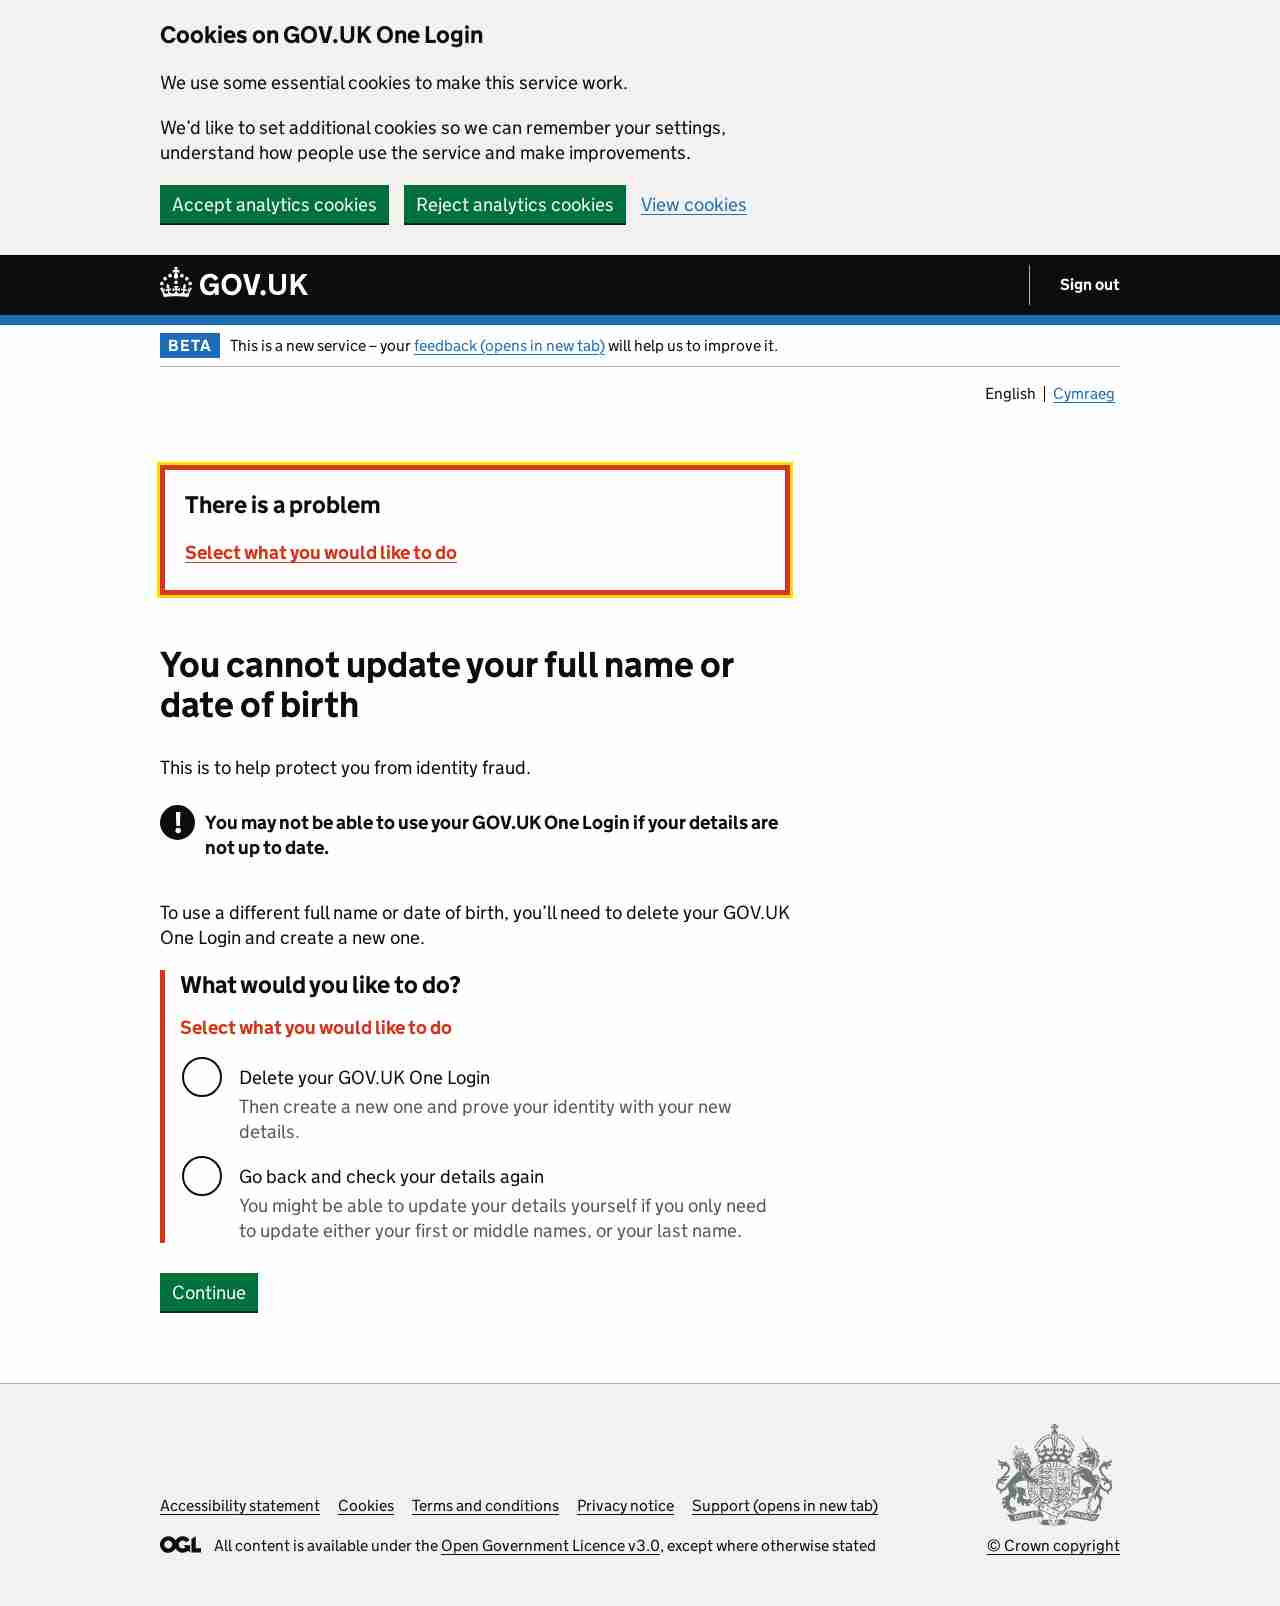 Cookies on GOV.UK One Login
We use some essential cookies to make this service work.
We’d like to set additional cookies so we can remember your settings,
understand how people use the service and make improvements.
Accept analytics cookies
Reject analytics cookies
View cookies
GOV.UK
Sign out
BETA
This is a new service – your feedback (opens in new tab) will help us to improve it.
English
Cymraeg
There is a problem
Select what you would like to do
You cannot update your full name or
date of birth
This is to help protect you from identity fraud.
You may not be able to use your GOV.UK One Login if your details are
not up to date.
To use a different full name or date of birth, you’ll need to delete your GOV.UK
One Login and create a new one.
What would you like to do?
Select what you would like to do
Delete your GOV.UK One Login
Then create a new one and prove your identity with your new
details.
Go back and check your details again
You might be able to update your details yourself if you only need
to update either your first or middle names, or your last name.
Continue
Accessibility statement
Cookies
Terms and conditions
Privacy notice
Support (opens in new tab)
OGL
All content is available under the Open Government Licence v3.0, except where otherwise stated
© Crown copyright